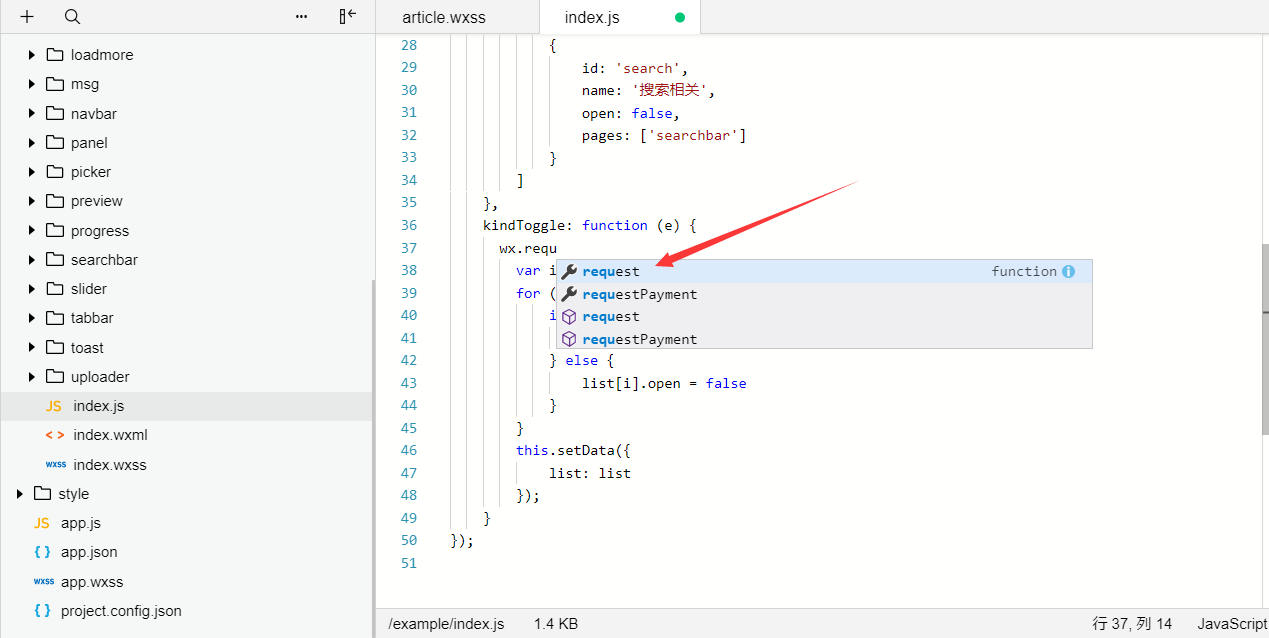 loadmore
msg
navbar
panel
picker
preview
progress
searchbar
slider
tabbar
toast
uploader
JS index.js
< > index.wxml
wxss index.wxss
style
JS app.js
{ } app.json
wxss app.wxss
{ } project.config.json
article.wxss index.js
28 {
29 id: 'search',
30 name: '搜索相关',
31 open: false,
32 pages: ['searchbar']
33 }
34 ]
35 },
36 kindToggle: function (e) {
37 wx.requ
38 var i
request function
39 for (
requestPayment
40 i
request
41
requestPayment
42 } else {
43 list[i].open = false
44 }
45 }
46 this.setData({
47 list: list
48 });
49 }
50 });
51
/example/index.js 1.4 KB 行 37, 列 14 JavaScript